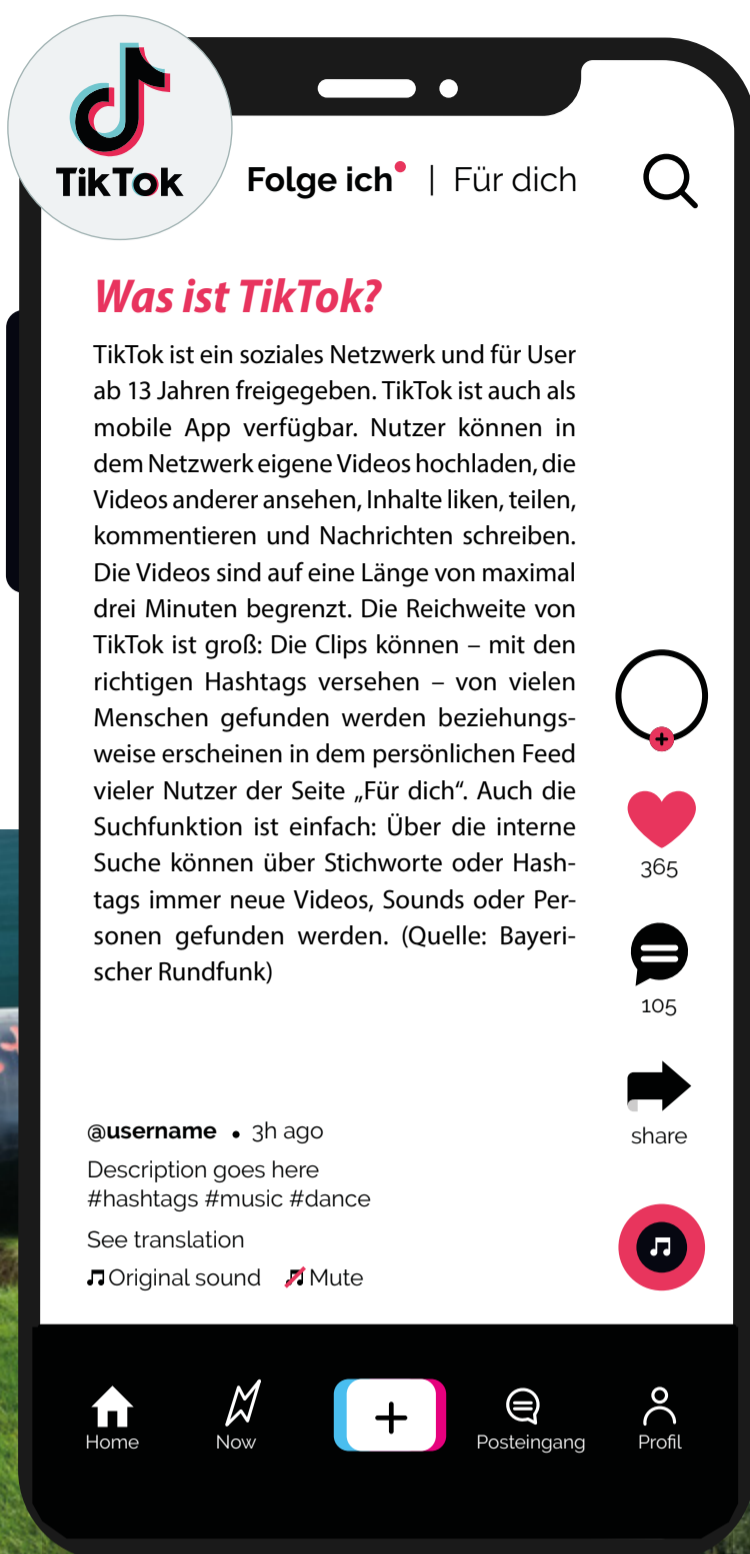 TikTok
Folge ich | Für dich
Was ist TikTok?
TikTok ist ein soziales Netzwerk und für User
ab 13 Jahren freigegeben. TikTok ist auch als
mobile App verfügbar. Nutzer können in
dem Netzwerk eigene Videos hochladen, die
Videos anderer ansehen, Inhalte liken, teilen,
kommentieren und Nachrichten schreiben.
Die Videos sind auf eine Länge von maximal
drei Minuten begrenzt. Die Reichweite von
TikTok ist groß: Die Clips können – mit den
richtigen Hashtags versehen – von vielen
Menschen gefunden werden beziehungs-
weise erscheinen in dem persönlichen Feed
vieler Nutzer der Seite „Für dich“. Auch die
Suchfunktion ist einfach: Über die interne
Suche können über Stichworte oder Hash-
tags immer neue Videos, Sounds oder Per-
sonen gefunden werden. (Quelle: Bayeri-
scher Rundfunk)
365
105
share
@username • 3h ago
Description goes here
#hashtags #music #dance
See translation
Original sound Mute
Home Now Posteingang Profil